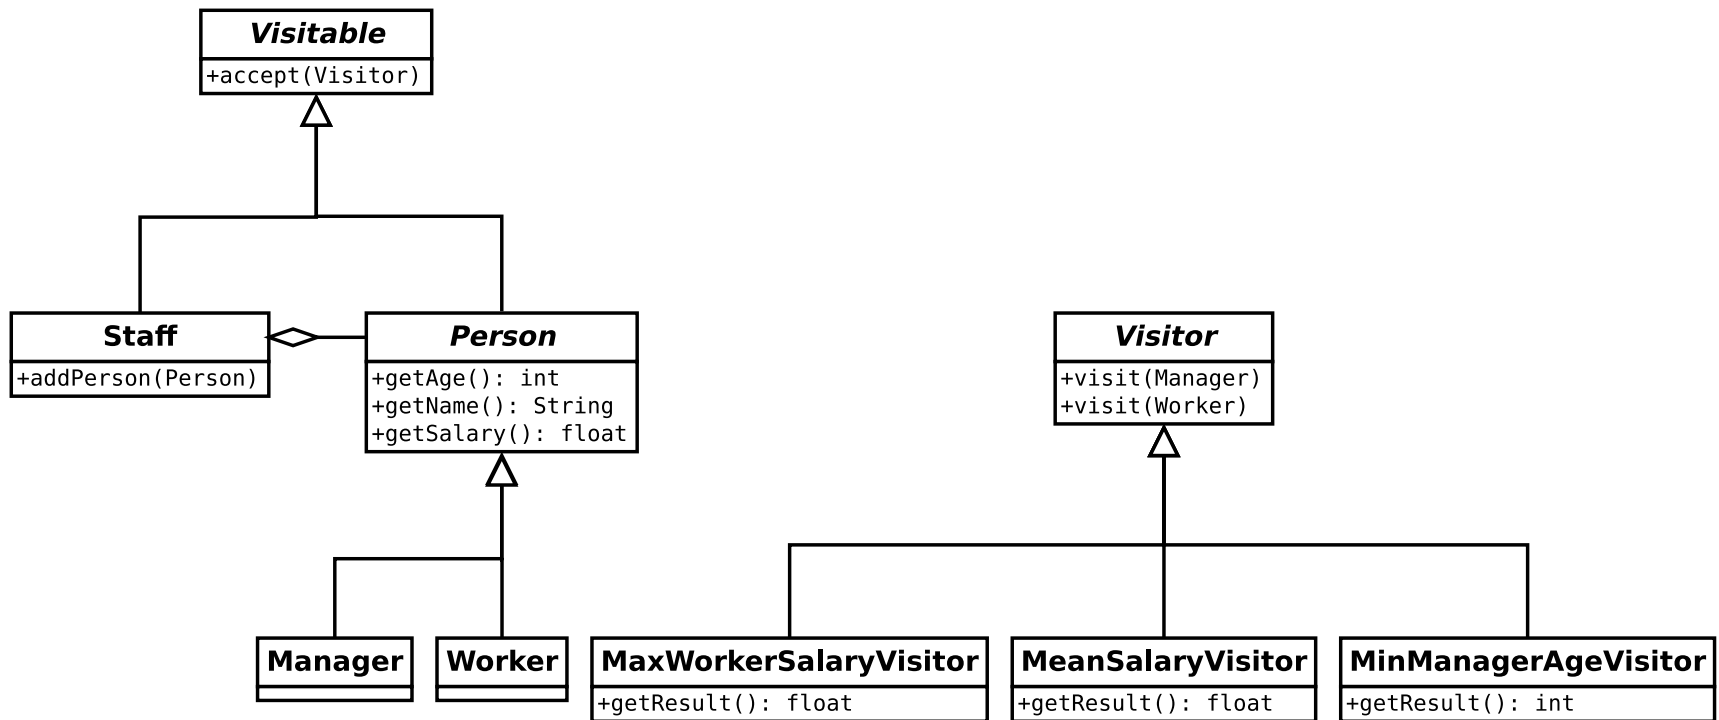 Visitable
+accept(Visitor)
Staff
+addPerson(Person)
Person
+getAge(): int
+getName(): String
+getSalary(): float
Visitor
+visit(Manager)
+visit(Worker)
Manager
Worker
MaxWorkerSalaryVisitor
+getResult(): float
MeanSalaryVisitor
+getResult(): float
MinManagerAgeVisitor
+getResult(): int